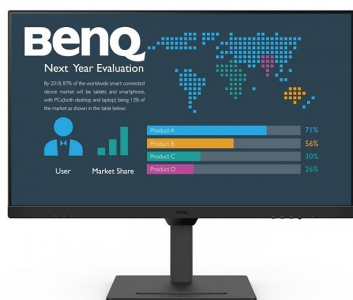 BenQ
Next Year Evaluation
By 2018, 87% of the worldwide smart connected
device market will be tablets and smartphone,
with PCs(both desktop and laptop) being 13% of
the market as shown in the table below:
Product A 71%
Product B 56%
Product C 30%
Product D 26%
User Market Share